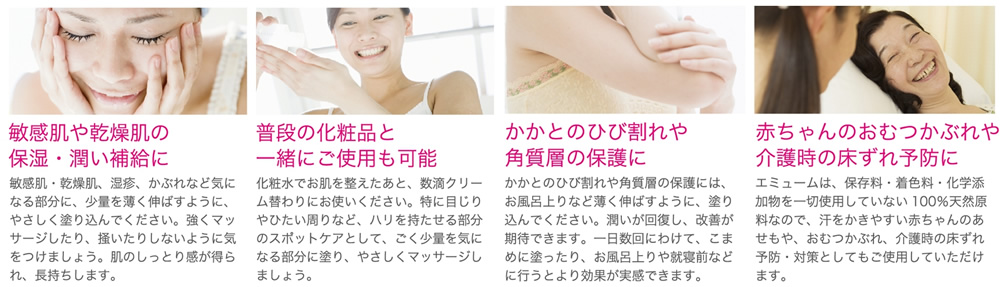 敏感肌や乾燥肌の
保湿・潤い補給に
敏感肌・乾燥肌、湿疹、かぶれなど気に
なる部分に、少量を薄く伸ばすように、
やさしく塗り込んでください。強くマッ
サージしたり、掻いたりしないように気
をつけましょう。肌のしっとり感が得ら
れ、長持ちします。
普段の化粧品と
一緒にご使用も可能
化粧水でお肌を整えたあと、数滴クリー
ム替わりにお使いください。特に目じり
やひたい周りなど、ハリを持たせる部分
のスポットケアとして、ごく少量を気に
なる部分に塗り、やさしくマッサージし
ましょう。
かかとのひび割れや
角質層の保護に
かかとのひび割れや角質層の保護には、
お風呂上りなど薄く伸ばすように、塗り
込んでください。潤いが回復し、改善が
期待できます。一日数回にわけて、こま
めに塗ったり、お風呂上りや就寝前など
に行うとより効果が実感できます。
赤ちゃんのおむつかぶれや
介護時の床ずれ予防に
エミュームは、保存料・着色料・化学添
加物を一切使用していない 100%天然原
料なので、汗をかきやすい赤ちゃんのあ
せもや、おむつかぶれ、介護時の床ずれ
予防・対策としてもご使用していただけ
ます。